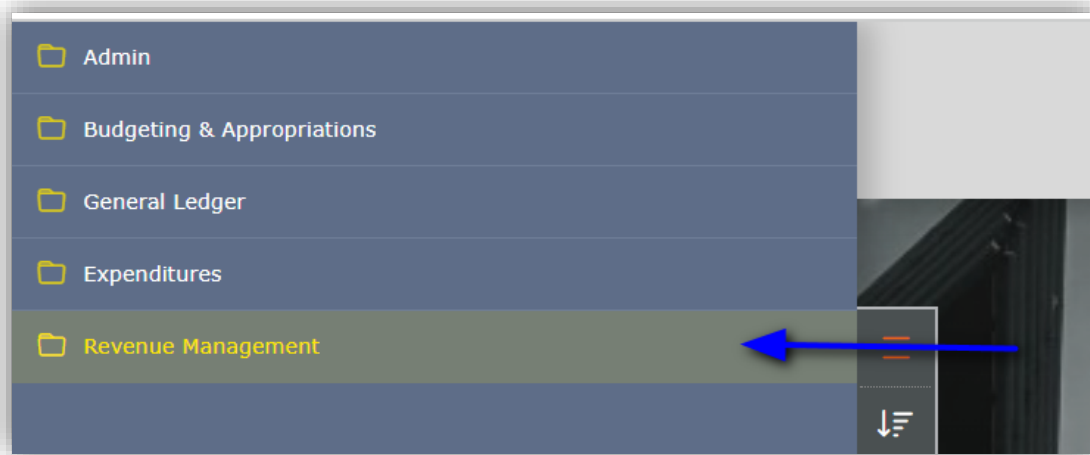 Admin
Budgeting & Appropriations
General Ledger
Expenditures
Revenue Management